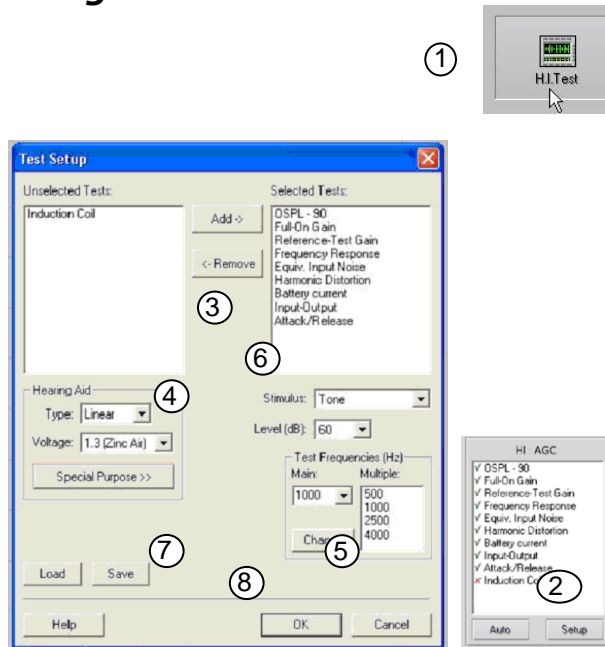 1
H.I.Test
Test Setup
Unselected Tests:
Induction Coil
Add ->
<- Remove
3
Selected Tests:
OSPL - 90
Full-On Gain
Reference-Test Gain
Frequency Response
Equiv. Input Noise
Harmonic Distortion
Battery current
Input-Output
Attack/Release
6
Hearing Aid
4
Type: Linear
Voltage: 1.3 (Zinc Air)
Special Purpose >>
Stimulus: Tone
Level (dB): 60
Test Frequencies (Hz)
Main: Multiple:
1000
500
1000
2500
4000
5
7
Load Save
8
Help OK Cancel
HI: AGC
OSPL - 90
Full-On Gain
Reference-Test Gain
Frequency Response
Equiv. Input Noise
Harmonic Distortion
Battery current
Input-Output
Attack/Release
Induction
2
Auto Setup